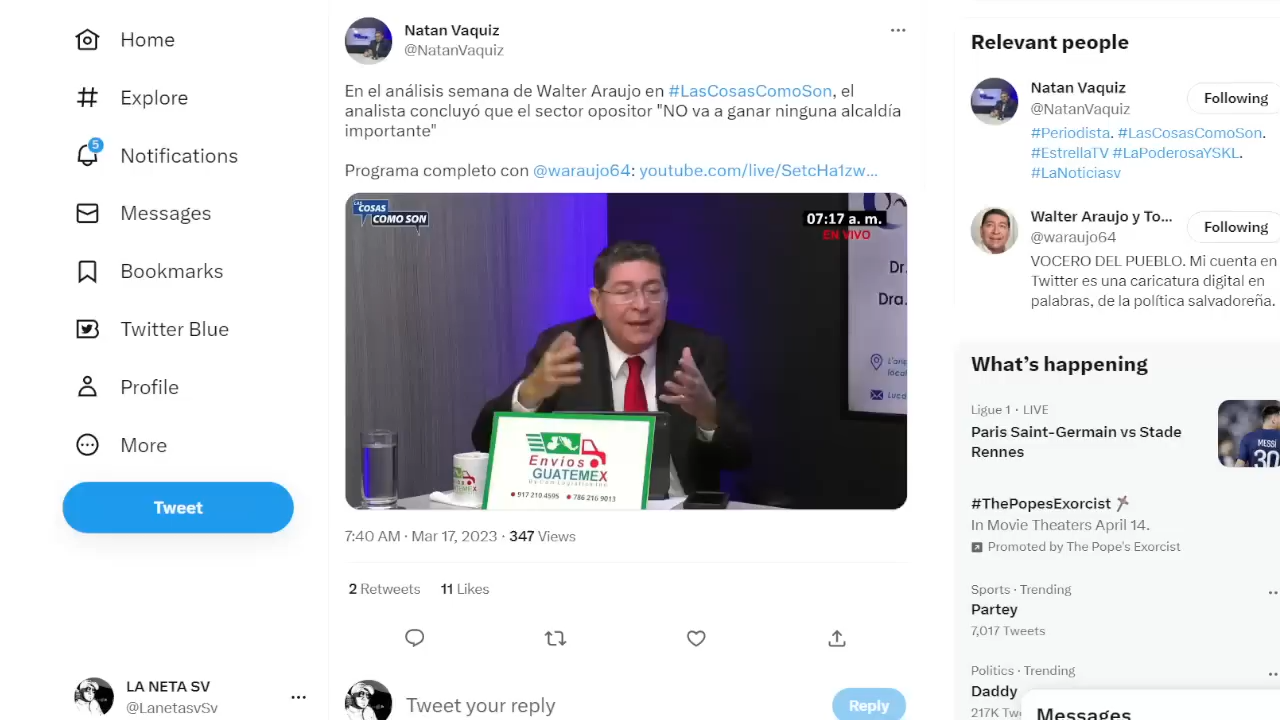 Home
Explore
5
Notifications
Messages
Bookmarks
Twitter Blue
Profile
More
Tweet
LA NETA SV
@LanetasvSv
Natan Vaquiz
@NatanVaquiz
En el análisis semana de Walter Araujo en #LasCosasComoSon, el
analista concluyó que el sector opositor "NO va a ganar ninguna alcaldía
importante"
Programa completo con @waraujo64: youtube.com/live/SetcHa1zw...
LAS
COSAS
COMO SON
07:17 a. m.
EN VIVO
Dr.
Dra.
Envios
GUATEMEX
917 210 4595
786 216 9013
7:40 AM · Mar 17, 2023 · 347 Views
2 Retweets 11 Likes
Tweet your reply
Reply
Relevant people
Natan Vaquiz
@NatanVaquiz
Following
#Periodista. #LasCosasComoSon.
#EstrellaTV #LaPoderosaYSKL.
#LaNoticiasv
Walter Araujo y To...
@waraujo64
Following
VOCERO DEL PUEBLO. Mi cuenta en
Twitter es una caricatura digital en
palabras, de la política salvadoreña.
What's happening
Ligue 1 · LIVE
Paris Saint-Germain vs Stade
Rennes
MESSI
30
#ThePopesExorcist
In Movie Theaters April 14.
Promoted by The Pope's Exorcist
Sports · Trending
Partey
7,017 Tweets
Politics · Trending
Daddy
217K Tw
Messages